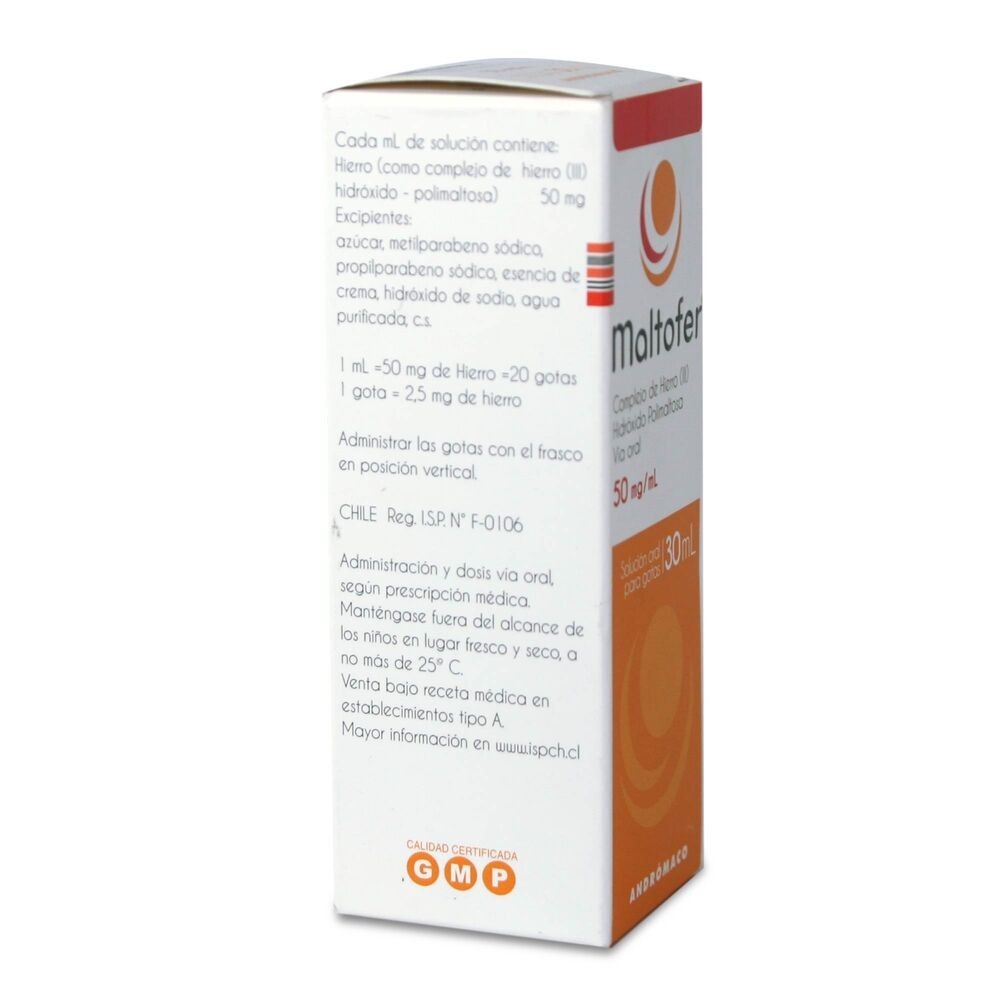 Cada mL de solución contiene:
Hierro (como complejo de hierro (III)
hidróxido - polimaltosa) 50 mg
Excipientes:
azúcar, metilparabeno sódico,
propilparabeno sódico, esencia de
crema, hidróxido de sodio, agua
purificada, c.s.
1 mL =50 mg de Hierro =20 gotas
1 gota = 2,5 mg de hierro
Administrar las gotas con el frasco
en posición vertical.
CHILE Reg. I.S.P. N° F-0106
Administración y dosis vía oral,
según prescripción médica.
Manténgase fuera del alcance de
los niños en lugar fresco y seco, a
no más de 25° C.
Venta bajo receta médica en
establecimientos tipo A.
Mayor información en www.ispch.cl
CALIDAD CERTIFICADA
GMP
Maltofer
Complejo de Hierro (III)
Hidróxido Polimaltosa
Vía oral
50 mg/mL
Solución oral
para gotas
30mL
ANDRÓMACO